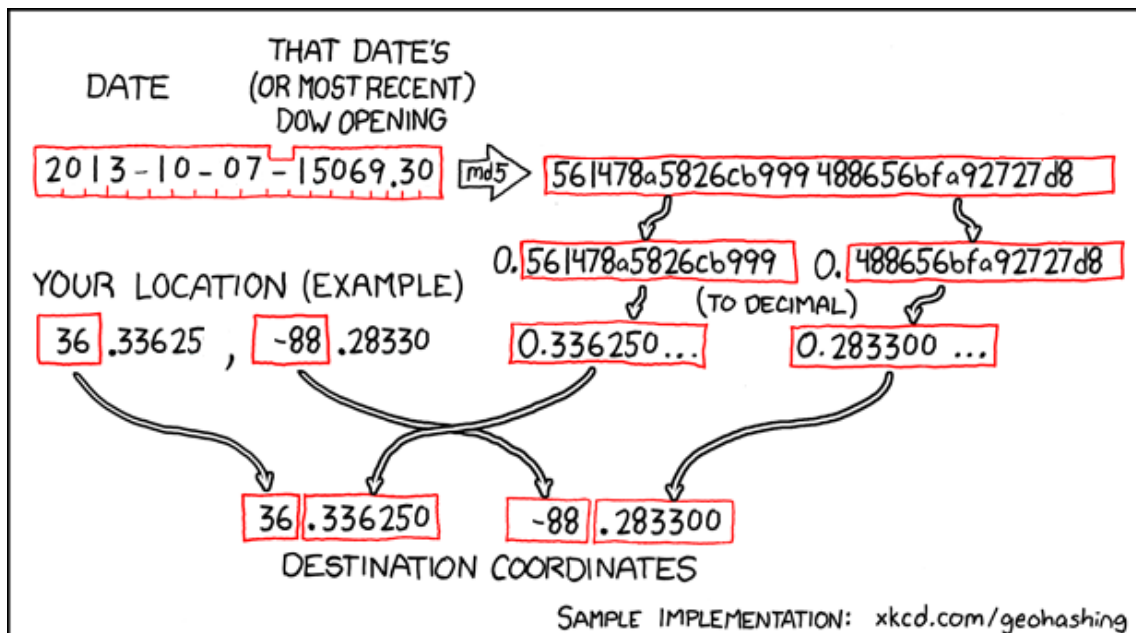 DATE
THAT DATE'S
(OR MOST RECENT)
DOW OPENING
2013-10-07-15069.30
md5
561478a5826cb999488656bfa92727d8
0.561478a5826cb999
0.488656bfa92727d8
YOUR LOCATION (EXAMPLE)
(TO DECIMAL)
36.33625, -88.28330
0.336250...
0.283300 ...
36.336250
-88.283300
DESTINATION COORDINATES
SAMPLE IMPLEMENTATION: xkcd.com/geohashing